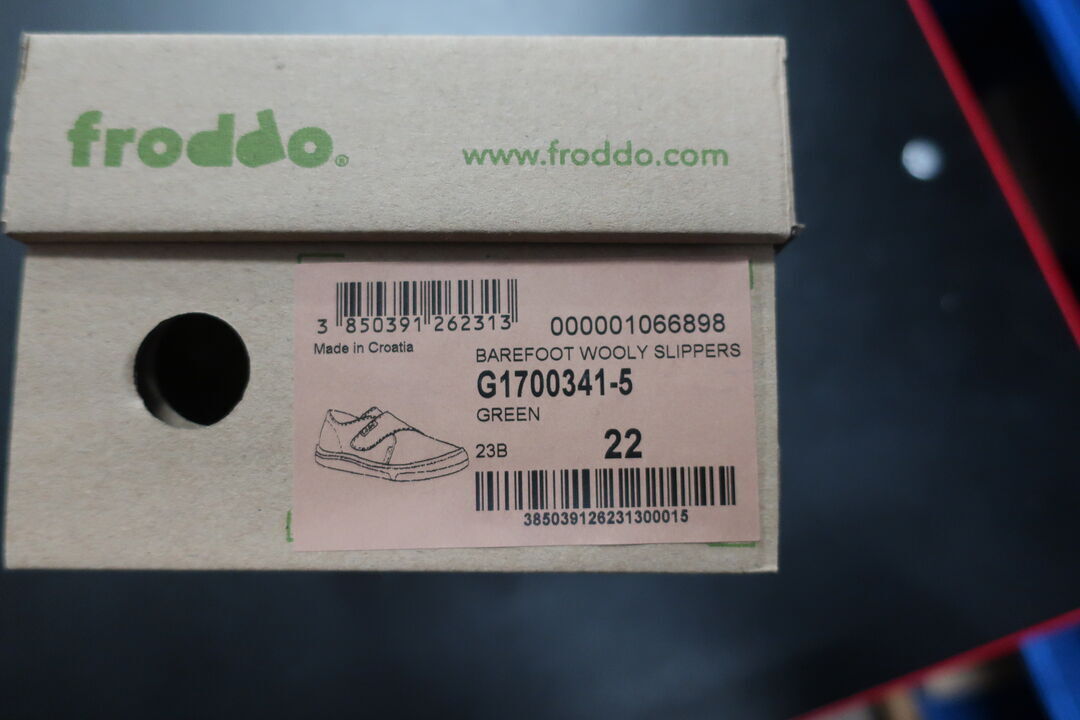 froddo®
www.froddo.com
3 850391 262313
000001066898
Made in Croatia
BAREFOOT WOOLY SLIPPERS
G1700341-5
GREEN
23B
22
385039126231300015